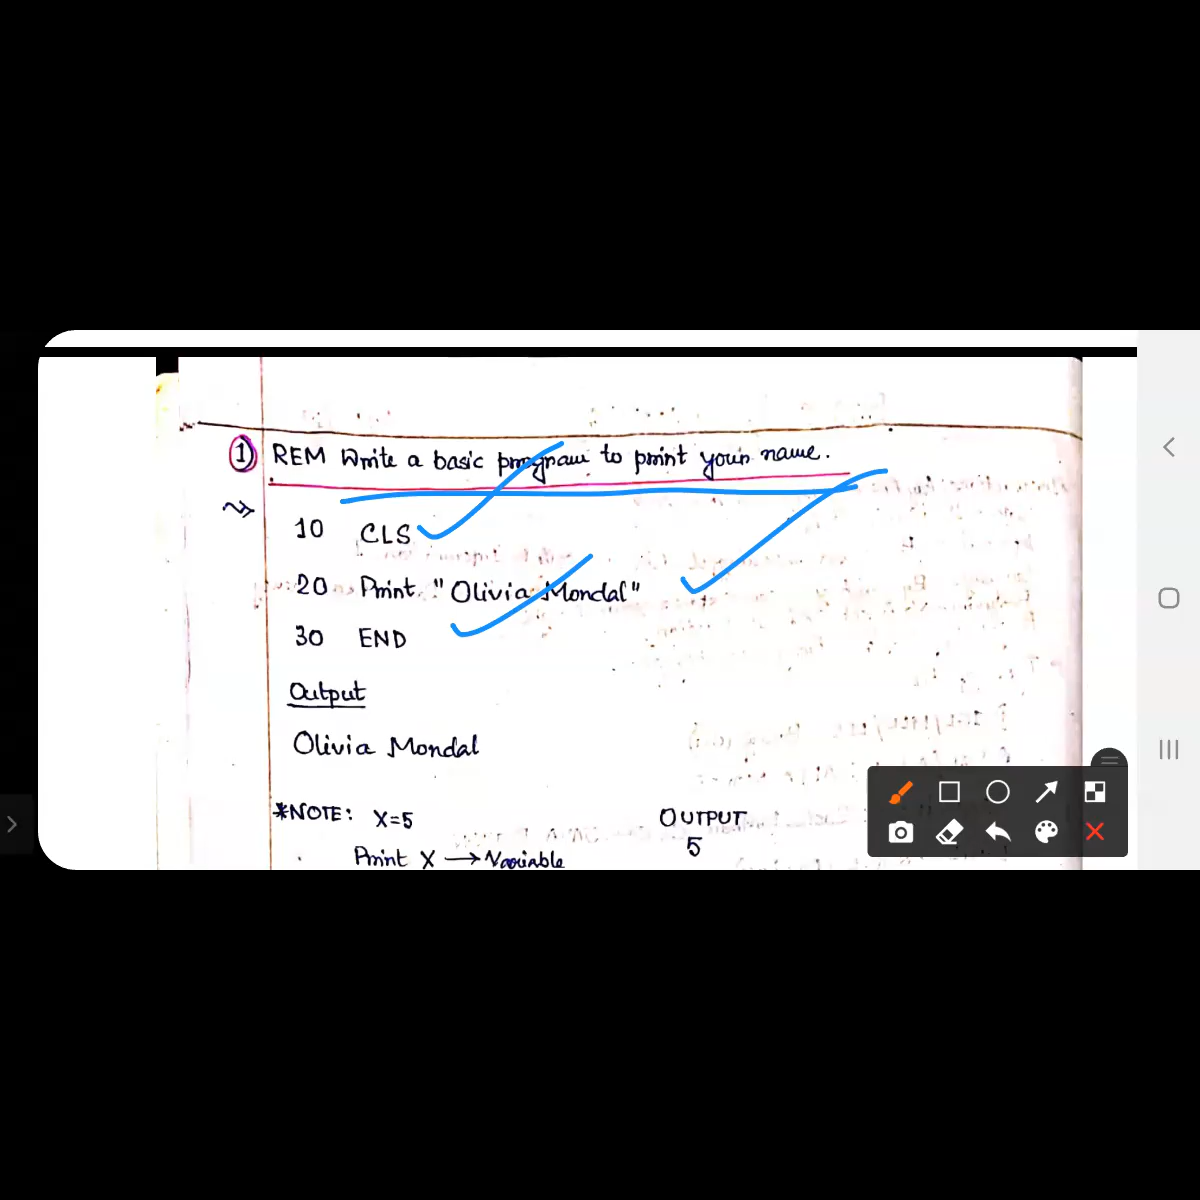 1 REM Write a basic program to print your name.
10 CLS
20 Print "Olivia Mondal"
30 END
Output
Olivia Mondal
*NOTE: X=5 OUTPUT
Print X → Variable 5